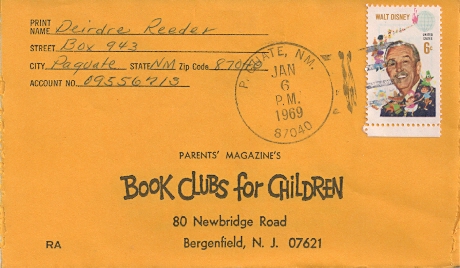 PRINT
NAME Deirdre Reeder
STREET Box 943
CITY Paguate STATE NM Zip Code 87040
ACCOUNT NO. 09556713
PAGUATE, NM.
JAN
6
P.M.
1969
87040
WALT DISNEY
UNITED
STATES
6¢
PARENTS' MAGAZINE'S
BOOK CLUBS for CHILDREN
80 Newbridge Road
Bergenfield, N. J. 07621
RA